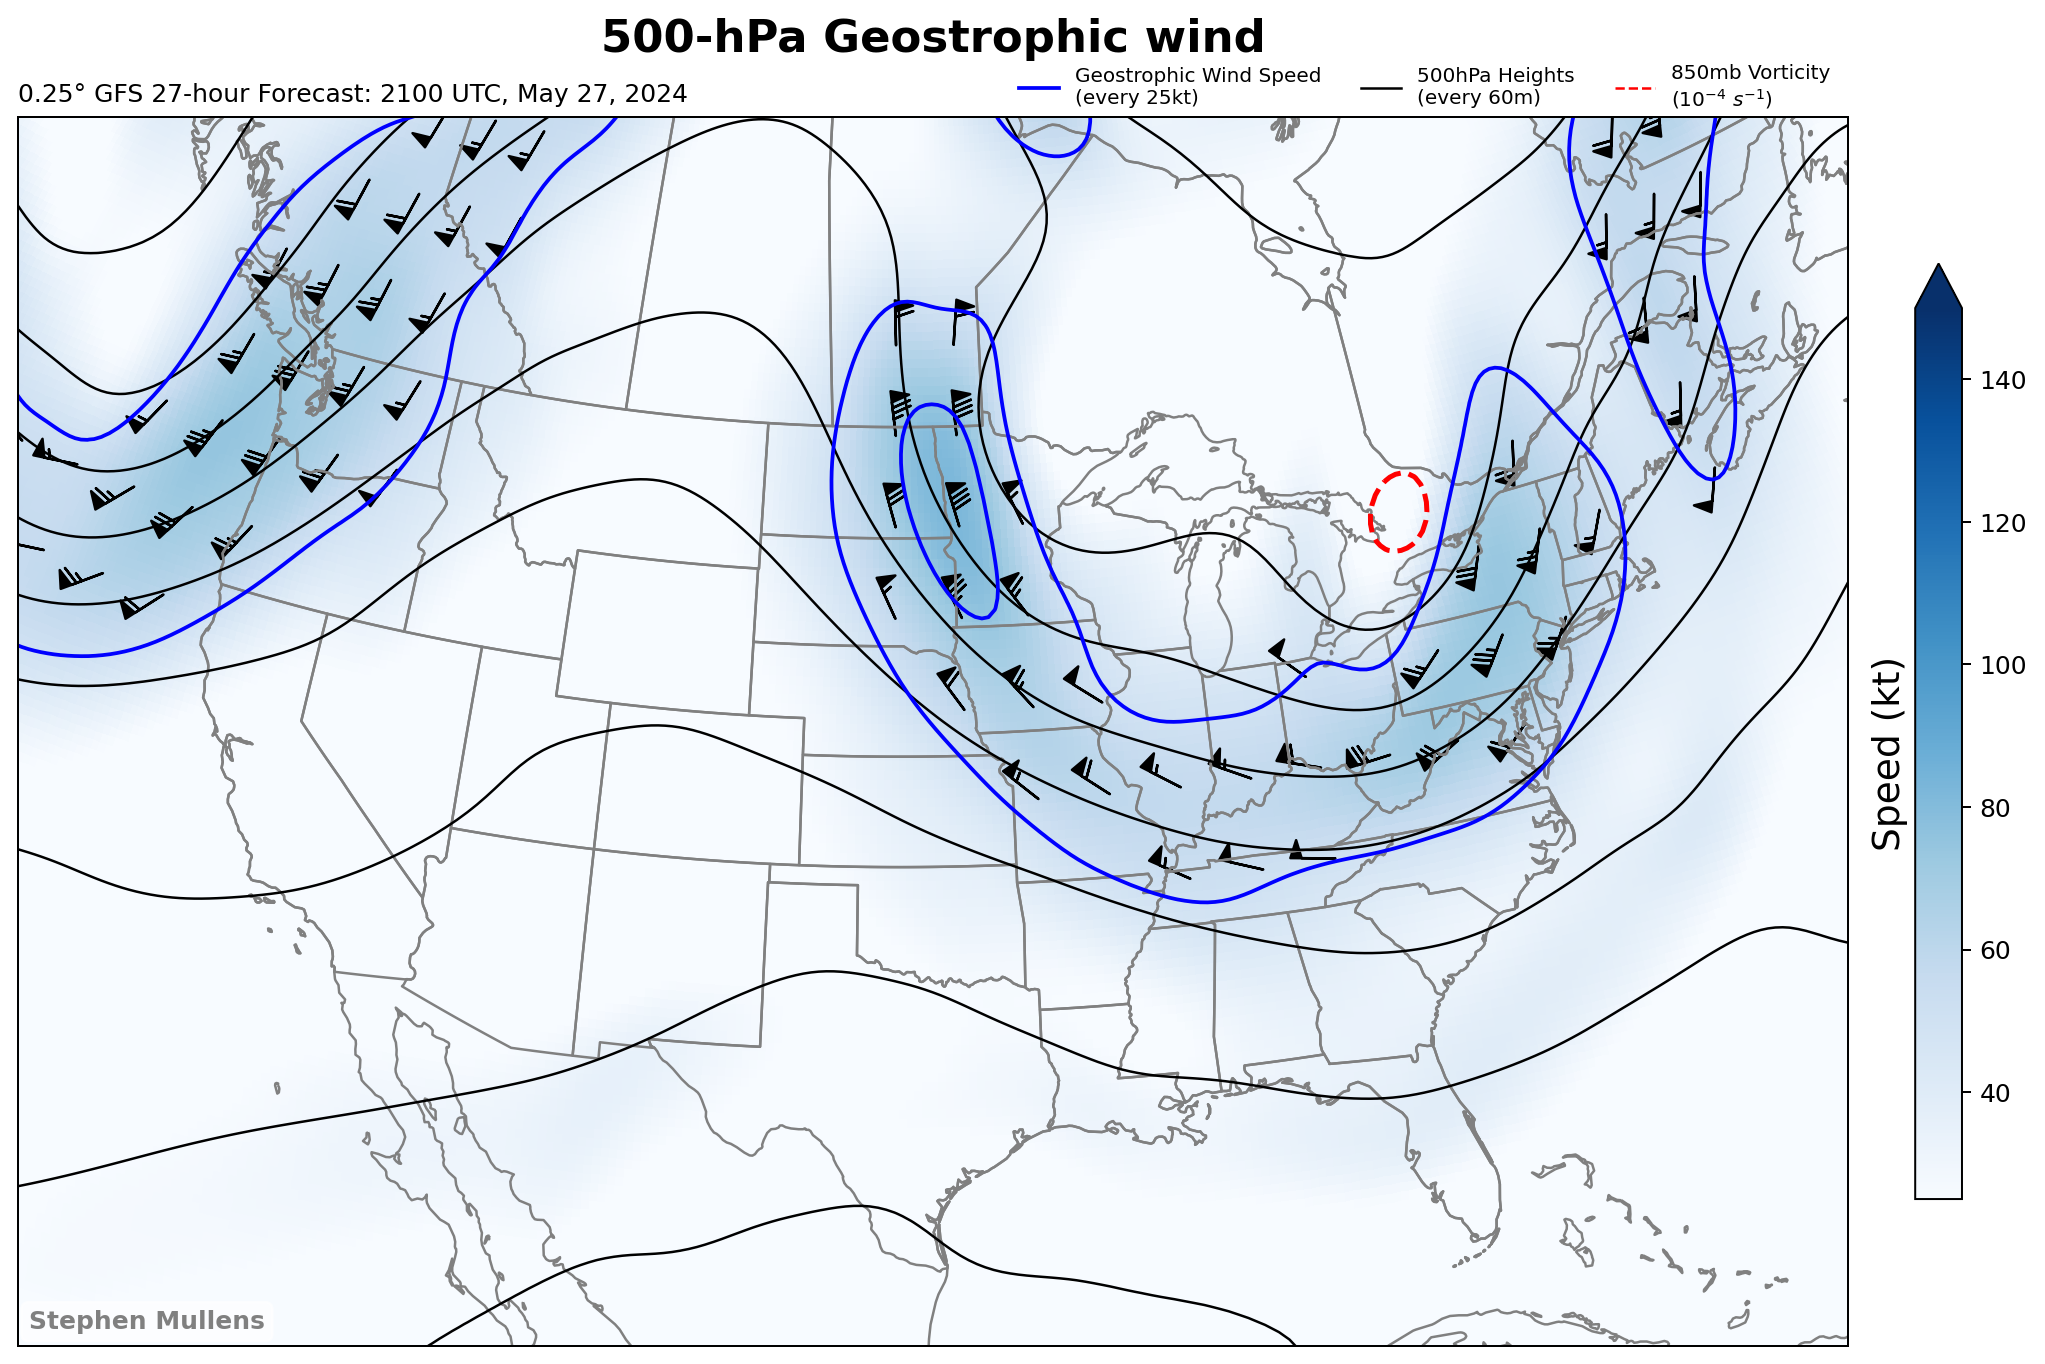 500-hPa Geostrophic wind
0.25° GFS 27-hour Forecast: 2100 UTC, May 27, 2024
Geostrophic Wind Speed
(every 25kt)
500hPa Heights
(every 60m)
850mb Vorticity
(10⁻⁴ s⁻¹)
140
120
100
80
60
40
Speed (kt)
Stephen Mullens